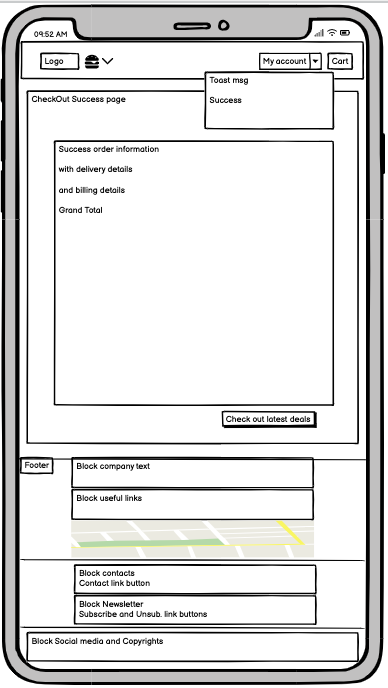 09:52 AM
Logo
My account
Cart
Toast msg
Success
CheckOut Success page
Success order information
with delivery details
and billing details
Grand Total
Check out latest deals
Footer
Block company text
Block useful links
Block contacts
Contact link button
Block Newsletter
Subscribe and Unsub. link buttons
Block Social media and Copyrights